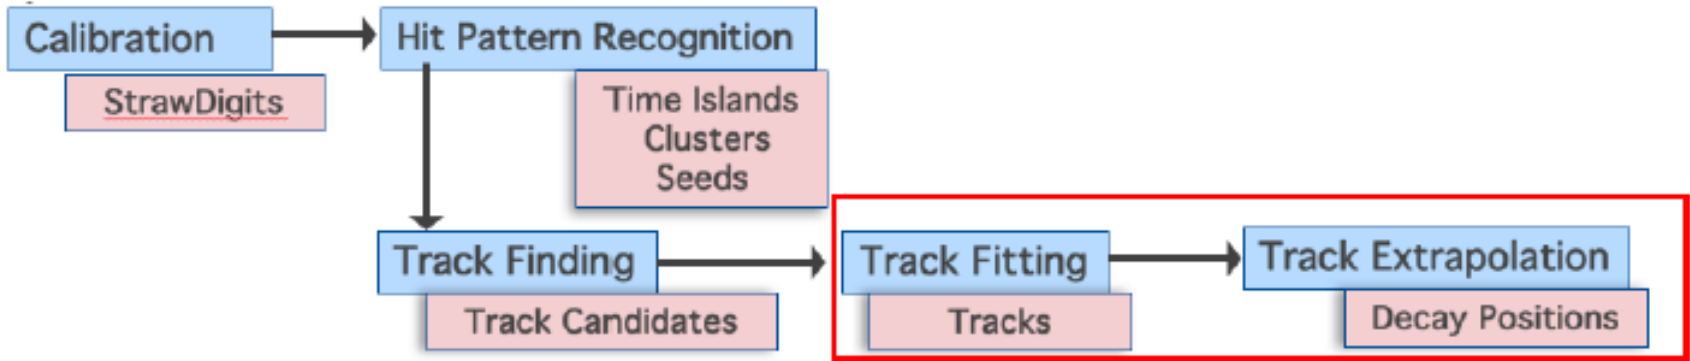 Calibration
Hit Pattern Recognition
StrawDigits
Time Islands
Clusters
Seeds
Track Finding
Track Fitting
Track Extrapolation
Track Candidates
Tracks
Decay Positions